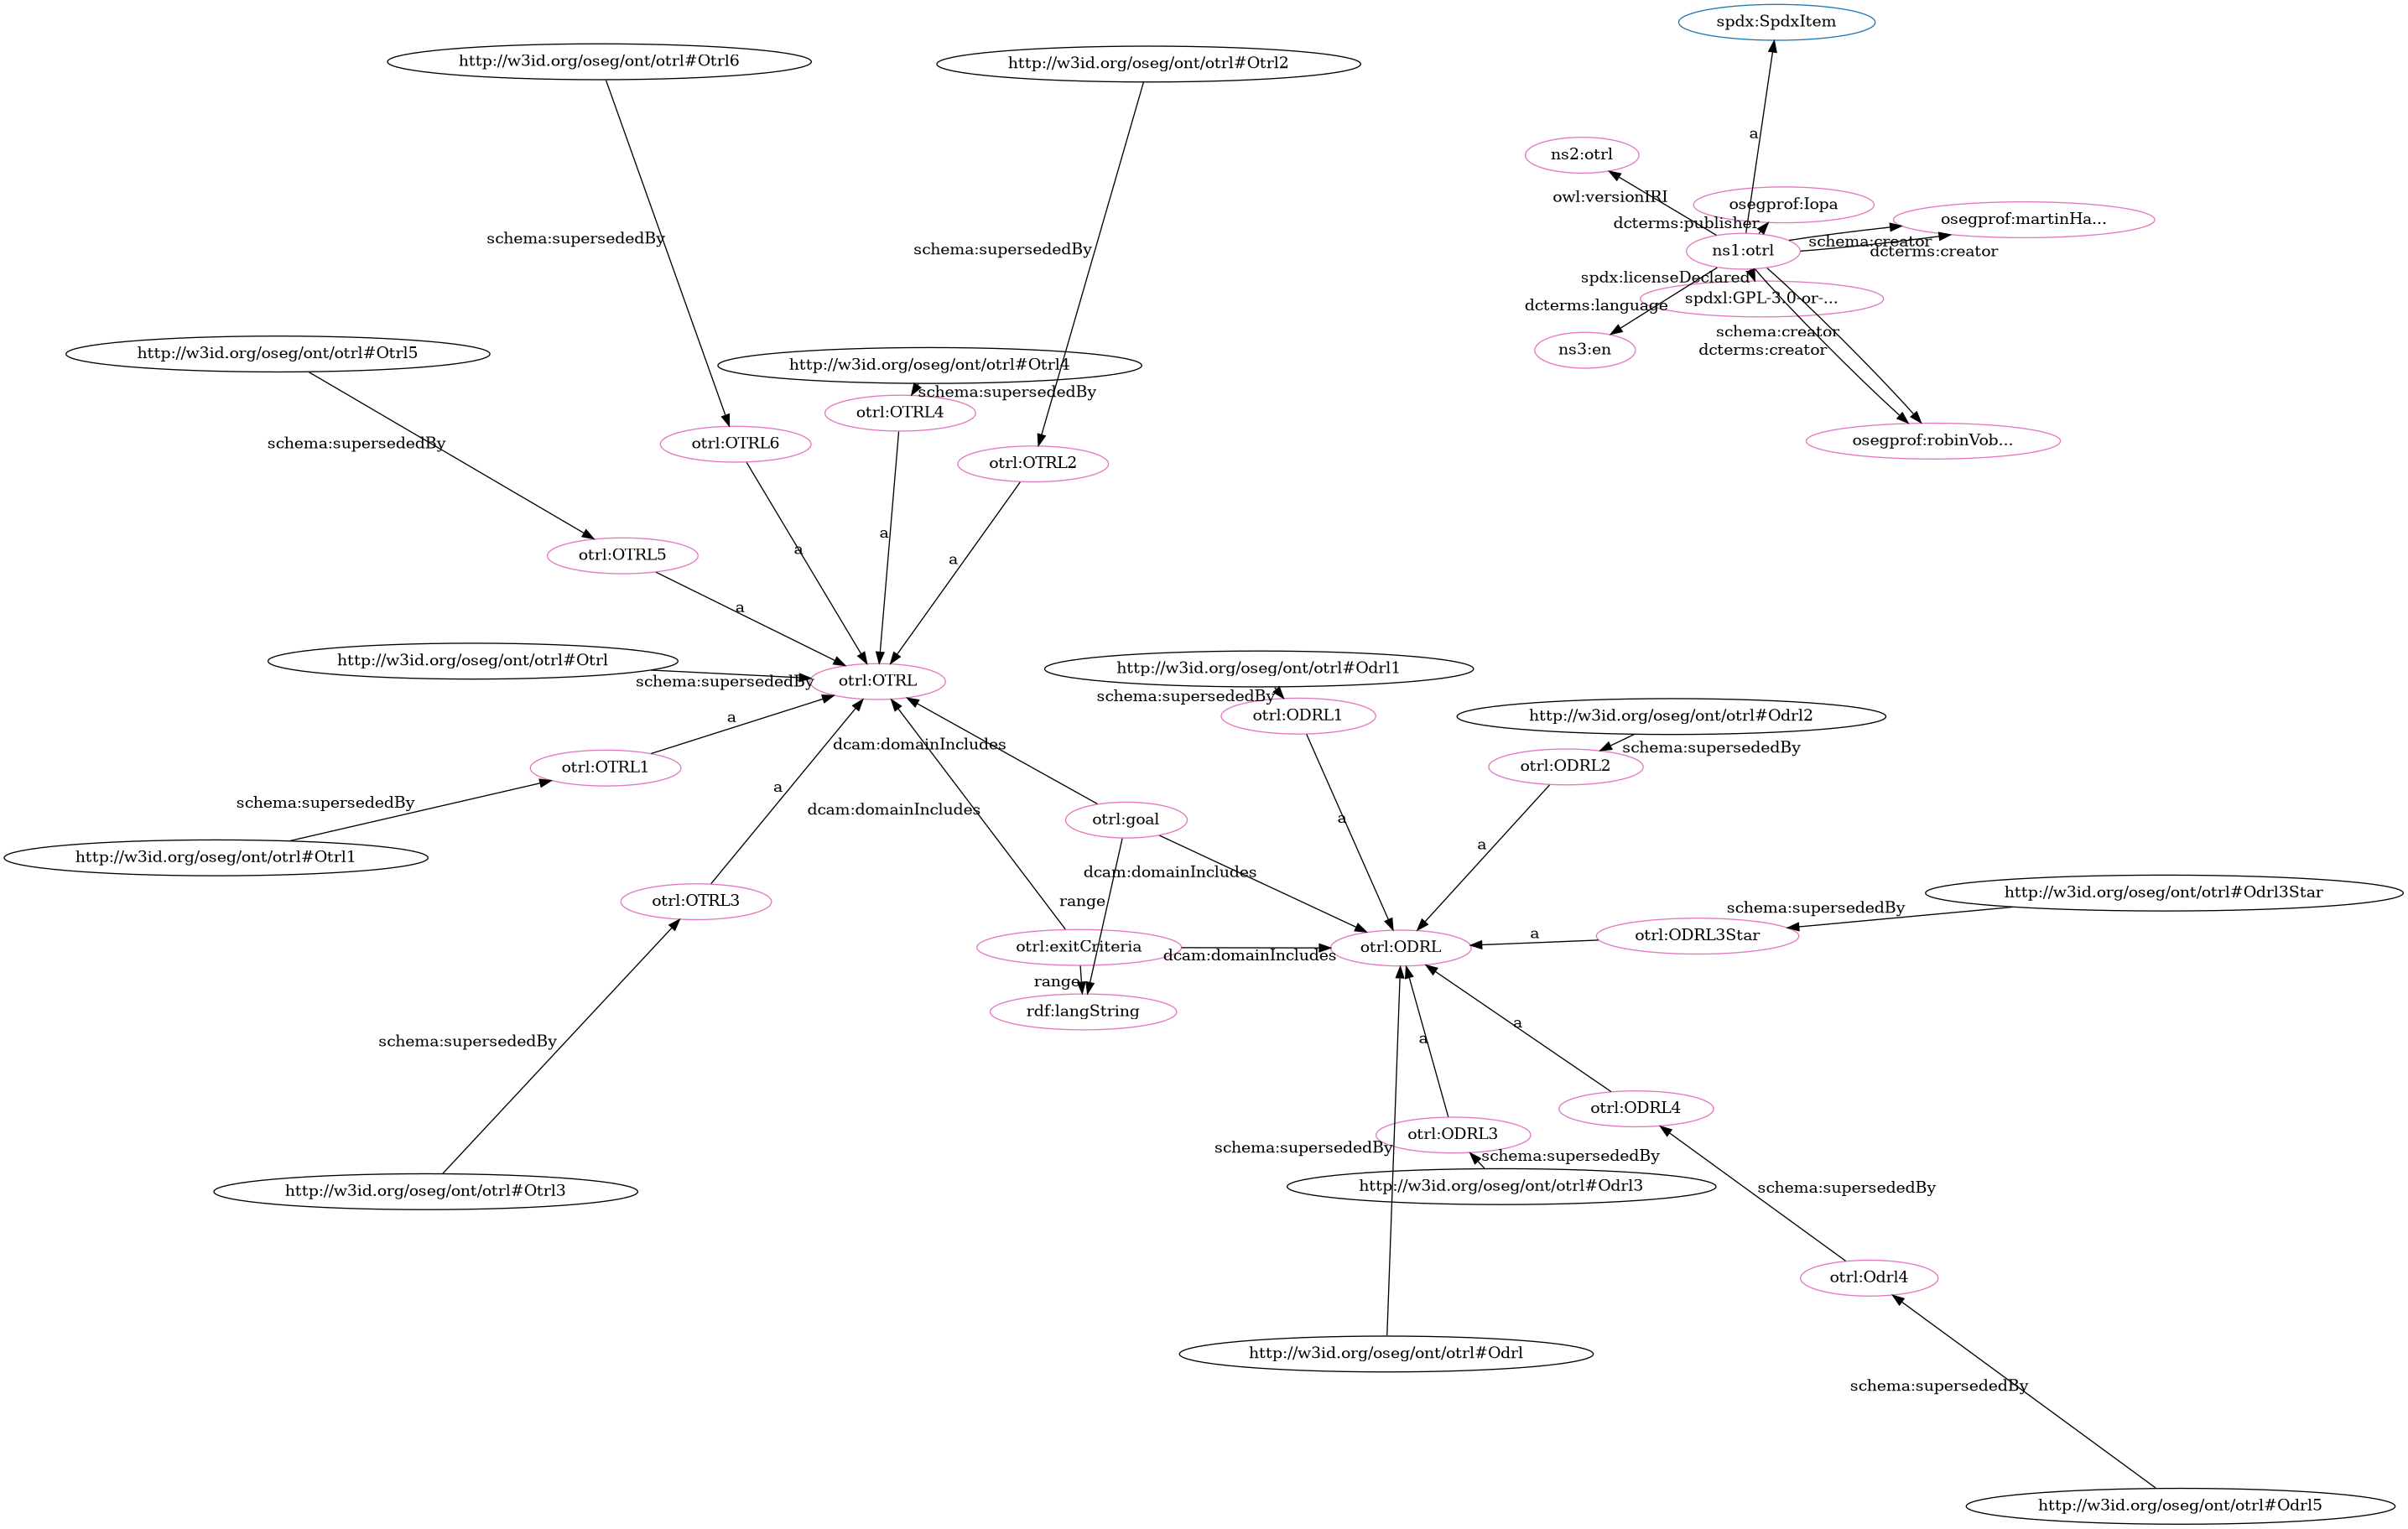 spdx:SpdxItem
http://w3id.org/oseg/ont/otrl#Otrl6
http://w3id.org/oseg/ont/otrl#Otrl2
a
ns2:otrl
owl:versionIRI
osegprof:Iopa
dcterms:publisher
osegprof:martinHa...
schema:creator
dcterms:creator
ns1:otrl
schema:supersededBy
schema:supersededBy
spdx:licenseDeclared
spdxl:GPL-3.0-or-...
dcterms:language
schema:creator
dcterms:creator
ns3:en
http://w3id.org/oseg/ont/otrl#Otrl5
http://w3id.org/oseg/ont/otrl#Otrl4
schema:supersededBy
otrl:OTRL4
schema:supersededBy
otrl:OTRL6
osegprof:robinVob...
otrl:OTRL2
a
a
a
otrl:OTRL5
a
http://w3id.org/oseg/ont/otrl#Otrl
schema:supersededBy
otrl:OTRL
http://w3id.org/oseg/ont/otrl#Odrl1
schema:supersededBy
otrl:ODRL1
http://w3id.org/oseg/ont/otrl#Odrl2
schema:supersededBy
a
dcam:domainIncludes
otrl:OTRL1
otrl:ODRL2
a
schema:supersededBy
dcam:domainIncludes
otrl:goal
a
a
http://w3id.org/oseg/ont/otrl#Otrl1
dcam:domainIncludes
http://w3id.org/oseg/ont/otrl#Odrl3Star
otrl:OTRL3
range
schema:supersededBy
a
otrl:ODRL3Star
otrl:exitCriteria
dcam:domainIncludes
otrl:ODRL
range
rdf:langString
a
a
schema:supersededBy
otrl:ODRL4
otrl:ODRL3
schema:supersededBy
schema:supersededBy
http://w3id.org/oseg/ont/otrl#Otrl3
http://w3id.org/oseg/ont/otrl#Odrl3
schema:supersededBy
otrl:Odrl4
http://w3id.org/oseg/ont/otrl#Odrl
schema:supersededBy
http://w3id.org/oseg/ont/otrl#Odrl5